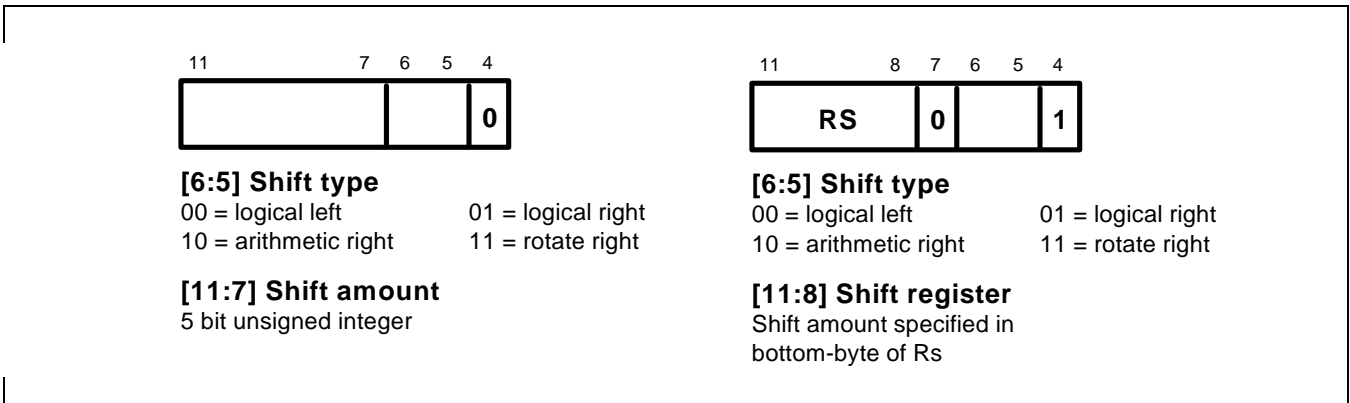 11 7 6 5 4
0
[6:5] Shift type
00 = logical left 01 = logical right
10 = arithmetic right 11 = rotate right
[11:7] Shift amount
5 bit unsigned integer
11 8 7 6 5 4
RS 0 1
[6:5] Shift type
00 = logical left 01 = logical right
10 = arithmetic right 11 = rotate right
[11:8] Shift register
Shift amount specified in
bottom-byte of Rs